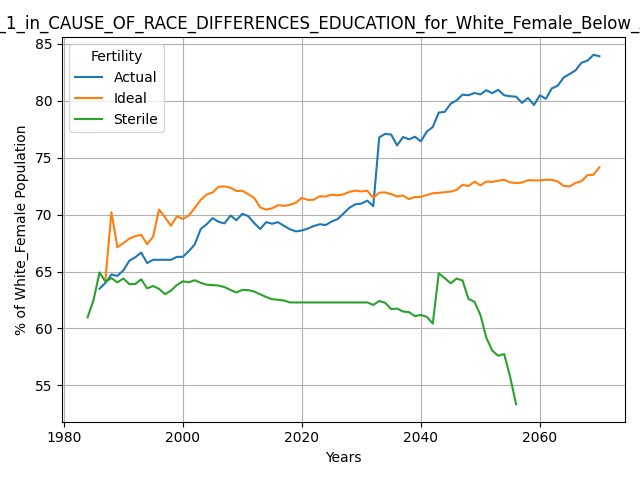 _1_in_CAUSE_OF_RACE_DIFFERENCES_EDUCATION_for_White_Female_Below_
Fertility
Actual
Ideal
Sterile
% of White_Female Population
85
80
75
70
65
60
55
1980
2000
2020
2040
2060
Years